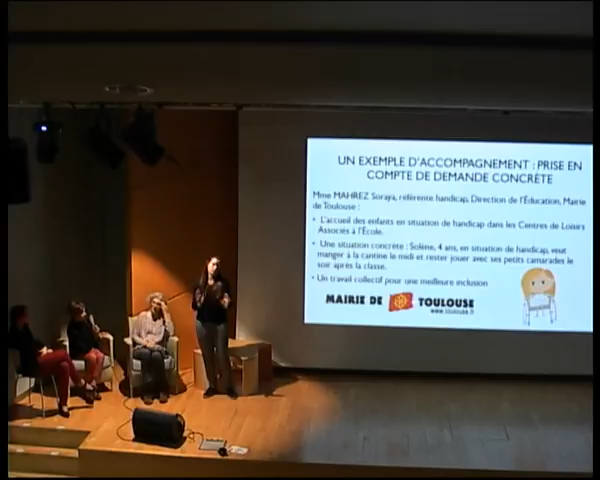 UN EXEMPLE D'ACCOMPAGNEMENT : PRISE EN
COMPTE DE DEMANDE CONCRÈTE
Mme MAHREZ Soraya, référente handicap, Direction de l'Éducation, Mairie
de Toulouse :
• L'accueil des enfants en situation de handicap dans les Centres de Loisirs
Associés à l'École.
• Une situation concrète : Solène, 4 ans, en situation de handicap, veut
manger à la cantine le midi et rester jouer avec ses petits camarades le
soir après la classe.
• Un travail collectif pour une meilleure inclusion
MAIRIE DE TOULOUSE
www.toulouse.fr